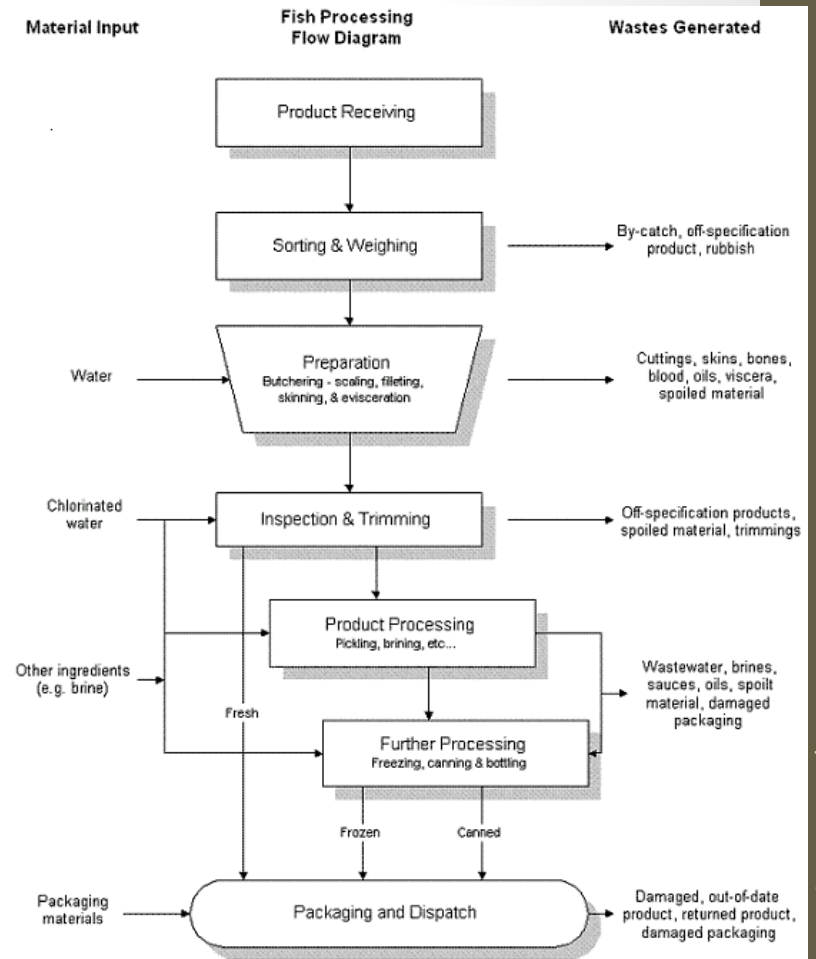 Material Input
Fish Processing
Flow Diagram
Wastes Generated
Product Receiving
Sorting & Weighing
By-catch, off-specification
product, rubbish
Water
Preparation
Butchering - scaling, filleting,
skinning, & evisceration
Cuttings, skins, bones,
blood, oils, viscera,
spoiled material
Chlorinated
water
Inspection & Trimming
Off-specification products,
spoiled material, trimmings
Product Processing
Pickling, brining, etc...
Other ingredients
(e.g. brine)
Wastewater, brines,
sauces, oils, spoilt
material, damaged
packaging
Fresh
Further Processing
Freezing, canning & bottling
Frozen
Canned
Packaging
materials
Packaging and Dispatch
Damaged, out-of-date
product, returned product,
damaged packaging